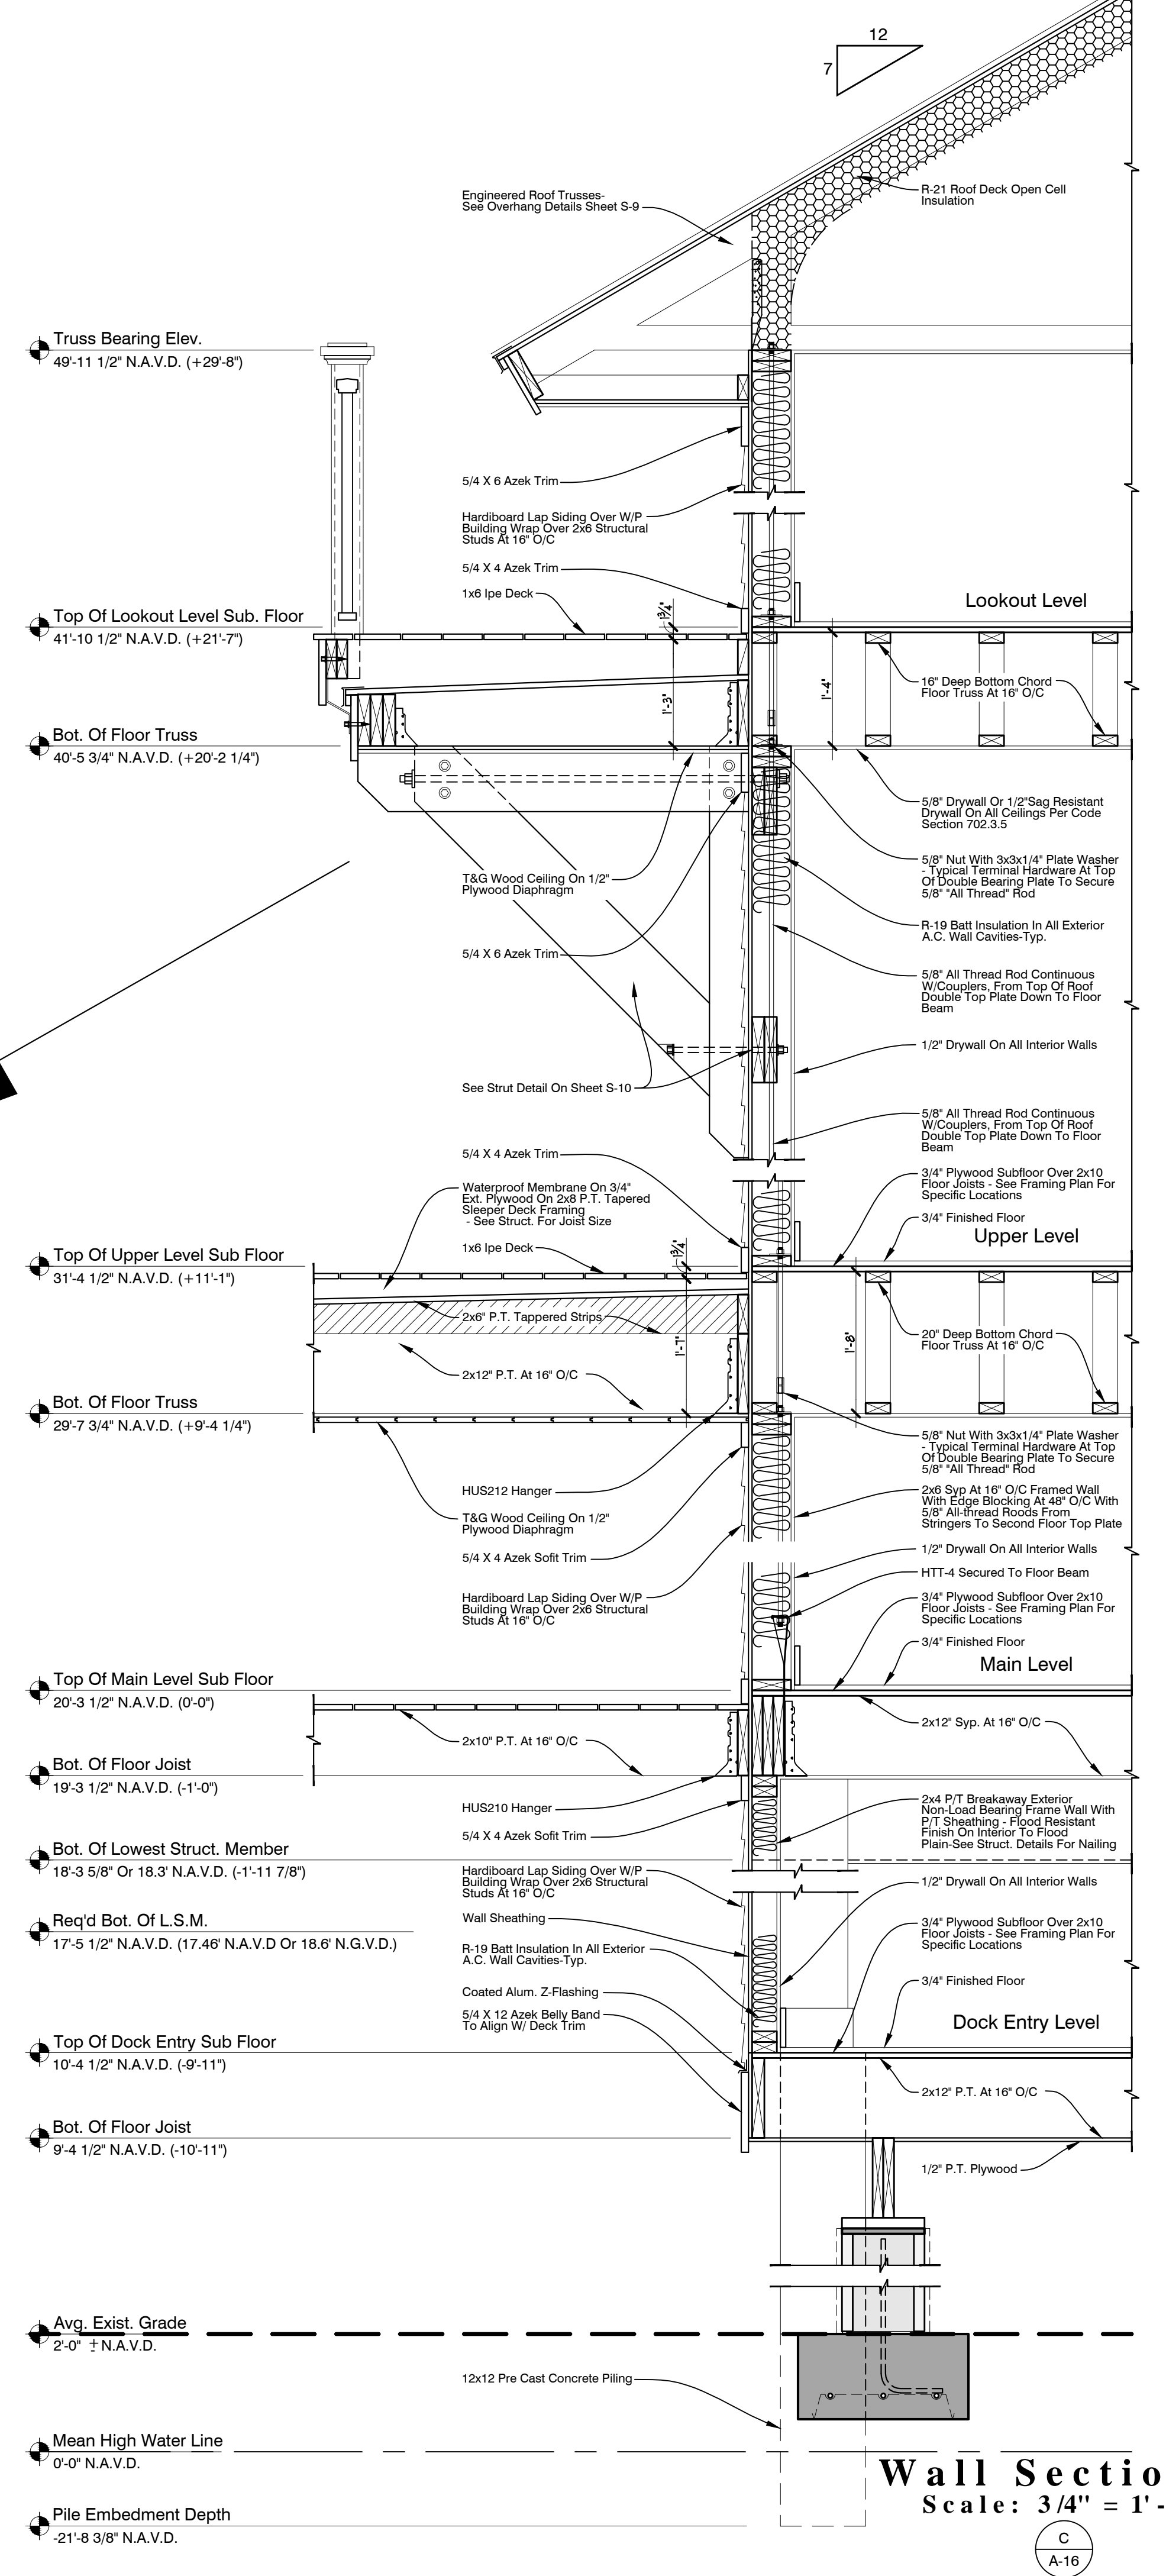 12
7
Engineered Roof Trusses-
See Overhang Details Sheet S-9
R-21 Roof Deck Open Cell
Insulation
Truss Bearing Elev.
49'-11 1/2" N.A.V.D. (+29'-8")
5/4 X 6 Azek Trim
Hardiboard Lap Siding Over W/P
Building Wrap Over 2x6 Structural
Studs At 16" O/C
5/4 X 4 Azek Trim
1x6 Ipe Deck
1 3/4"
Lookout Level
Top Of Lookout Level Sub. Floor
41'-10 1/2" N.A.V.D. (+21'-7")
1'-3"
1'-4"
16" Deep Bottom Chord
Floor Truss At 16" O/C
Bot. Of Floor Truss
40'-5 3/4" N.A.V.D. (+20'-2 1/4")
5/8" Drywall Or 1/2"Sag Resistant
Drywall On All Ceilings Per Code
Section 702.3.5
5/8" Nut With 3x3x1/4" Plate Washer
- Typical Terminal Hardware At Top
Of Double Bearing Plate To Secure
5/8" "All Thread" Rod
T&G Wood Ceiling On 1/2"
Plywood Diaphragm
R-19 Batt Insulation In All Exterior
A.C. Wall Cavities-Typ.
5/4 X 6 Azek Trim
5/8" All Thread Rod Continuous
W/Couplers, From Top Of Roof
Double Top Plate Down To Floor
Beam
1/2" Drywall On All Interior Walls
See Strut Detail On Sheet S-10
5/8" All Thread Rod Continuous
W/Couplers, From Top Of Roof
Double Top Plate Down To Floor
Beam
5/4 X 4 Azek Trim
Waterproof Membrane On 3/4"
Ext. Plywood On 2x8 P.T. Tapered
Sleeper Deck Framing
- See Struct. For Joist Size
3/4" Plywood Subfloor Over 2x10
Floor Joists - See Framing Plan For
Specific Locations
3/4" Finished Floor
Upper Level
1x6 Ipe Deck
1 3/4"
Top Of Upper Level Sub Floor
31'-4 1/2" N.A.V.D. (+11'-1")
2x6" P.T. Tappered Strips
1'-7"
1'-8"
20" Deep Bottom Chord
Floor Truss At 16" O/C
2x12" P.T. At 16" O/C
Bot. Of Floor Truss
29'-7 3/4" N.A.V.D. (+9'-4 1/4")
5/8" Nut With 3x3x1/4" Plate Washer
- Typical Terminal Hardware At Top
Of Double Bearing Plate To Secure
5/8" "All Thread" Rod
HUS212 Hanger
2x6 Syp At 16" O/C Framed Wall
With Edge Blocking At 48" O/C With
5/8" All-thread Roods From
Stringers To Second Floor Top Plate
T&G Wood Ceiling On 1/2"
Plywood Diaphragm
5/4 X 4 Azek Sofit Trim
1/2" Drywall On All Interior Walls
HTT-4 Secured To Floor Beam
Hardiboard Lap Siding Over W/P
Building Wrap Over 2x6 Structural
Studs At 16" O/C
3/4" Plywood Subfloor Over 2x10
Floor Joists - See Framing Plan For
Specific Locations
3/4" Finished Floor
Main Level
Top Of Main Level Sub Floor
20'-3 1/2" N.A.V.D. (0'-0")
2x12" Syp. At 16" O/C
2x10" P.T. At 16" O/C
Bot. Of Floor Joist
19'-3 1/2" N.A.V.D. (-1'-0")
HUS210 Hanger
5/4 X 4 Azek Sofit Trim
2x4 P/T Breakaway Exterior
Non-Load Bearing Frame Wall With
P/T Sheathing - Flood Resistant
Finish On Interior To Flood
Plain-See Struct. Details For Nailing
Bot. Of Lowest Struct. Member
18'-3 5/8" Or 18.3' N.A.V.D. (-1'-11 7/8")
Hardiboard Lap Siding Over W/P
Building Wrap Over 2x6 Structural
Studs At 16" O/C
1/2" Drywall On All Interior Walls
Wall Sheathing
Req'd Bot. Of L.S.M.
17'-5 1/2" N.A.V.D. (17.46' N.A.V.D Or 18.6' N.G.V.D.)
3/4" Plywood Subfloor Over 2x10
Floor Joists - See Framing Plan For
Specific Locations
R-19 Batt Insulation In All Exterior
A.C. Wall Cavities-Typ.
3/4" Finished Floor
Coated Alum. Z-Flashing
5/4 X 12 Azek Belly Band
To Align W/ Deck Trim
Dock Entry Level
Top Of Dock Entry Sub Floor
10'-4 1/2" N.A.V.D. (-9'-11")
2x12" P.T. At 16" O/C
Bot. Of Floor Joist
9'-4 1/2" N.A.V.D. (-10'-11")
1/2" P.T. Plywood
Avg. Exist. Grade
2'-0" ± N.A.V.D.
12x12 Pre Cast Concrete Piling
Mean High Water Line
0'-0" N.A.V.D.
Wall Sectio
Scale: 3/4" = 1'-
Pile Embedment Depth
-21'-8 3/8" N.A.V.D.
C
A-16